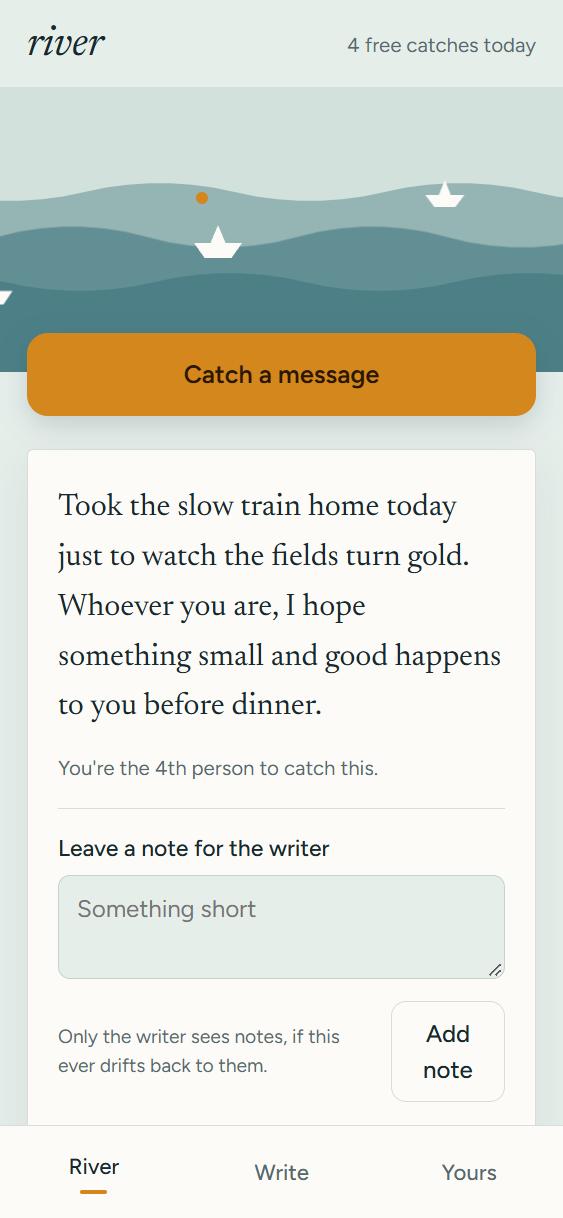 river
4 free catches today
Catch a message
Took the slow train home today
just to watch the fields turn gold.
Whoever you are, I hope
something small and good happens
to you before dinner.
You're the 4th person to catch this.
Leave a note for the writer
Something short
Only the writer sees notes, if this
ever drifts back to them.
Add
note
River
Write
Yours